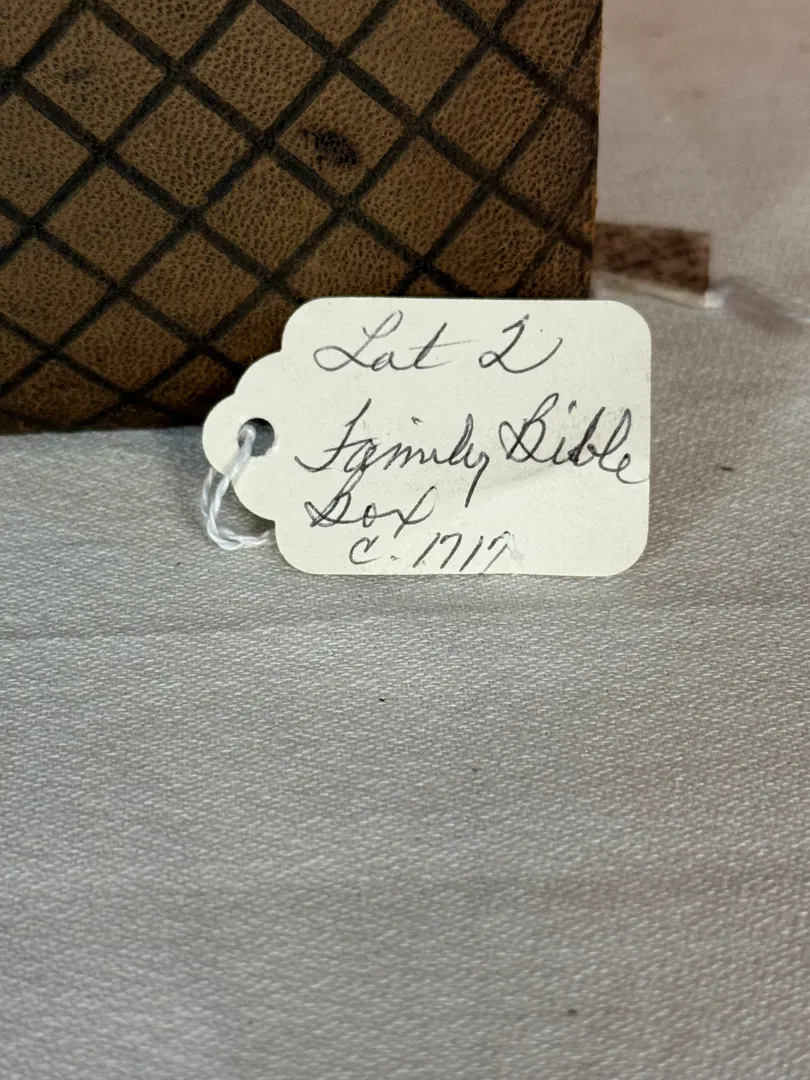 Lot 2
Family Bible
Box
c. 1717